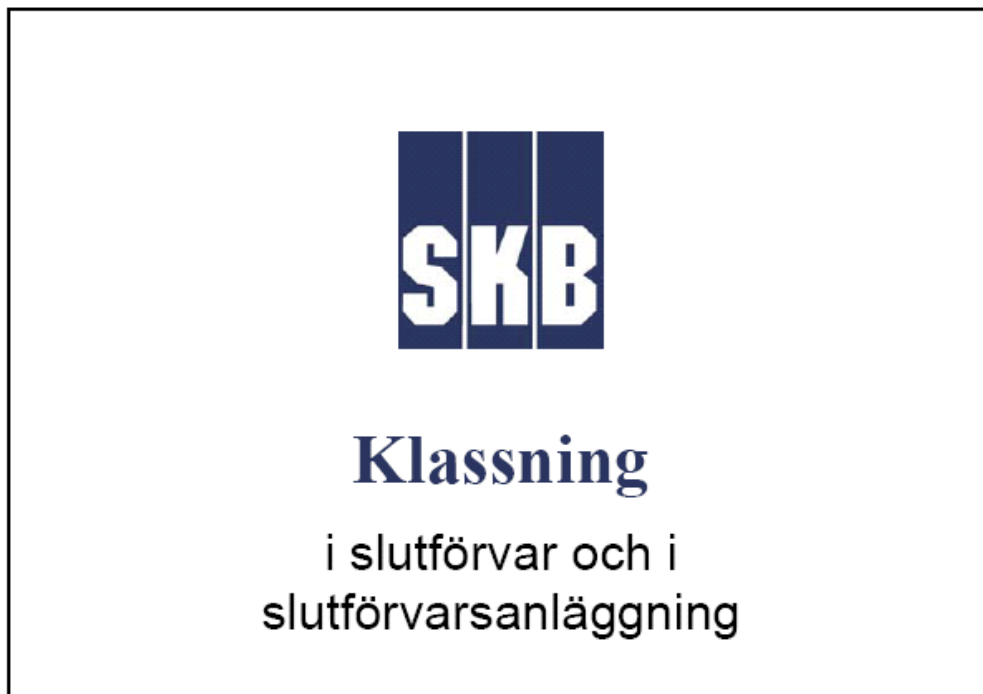 SKB
Klassning
i slutförvar och i
slutförvarsanläggning